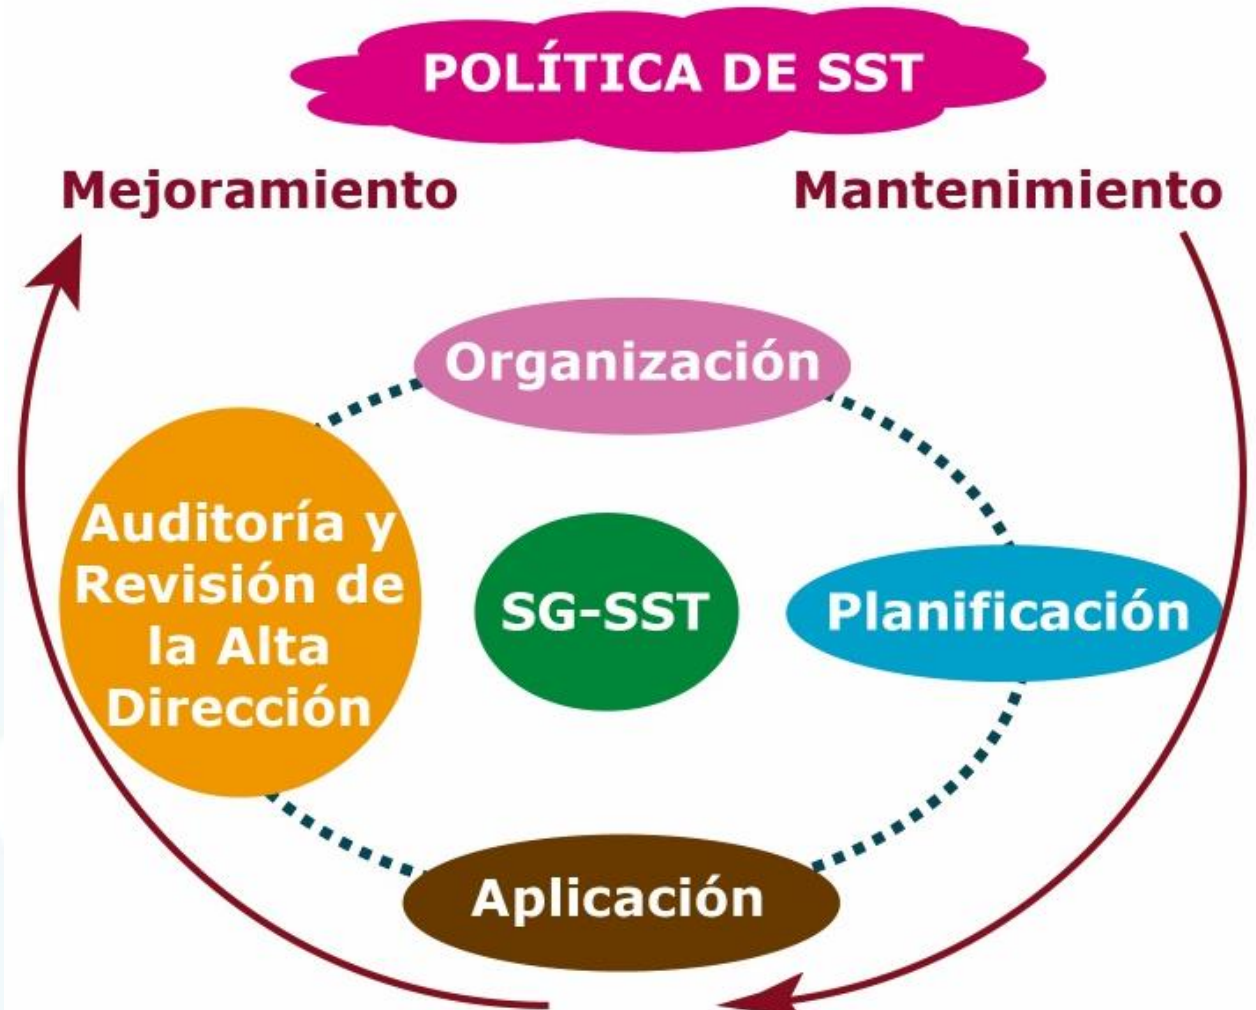 POLÍTICA DE SST
Mejoramiento
Mantenimiento
Organización
Auditoría y
Revisión de
la Alta
Dirección
SG-SST
Planificación
Aplicación